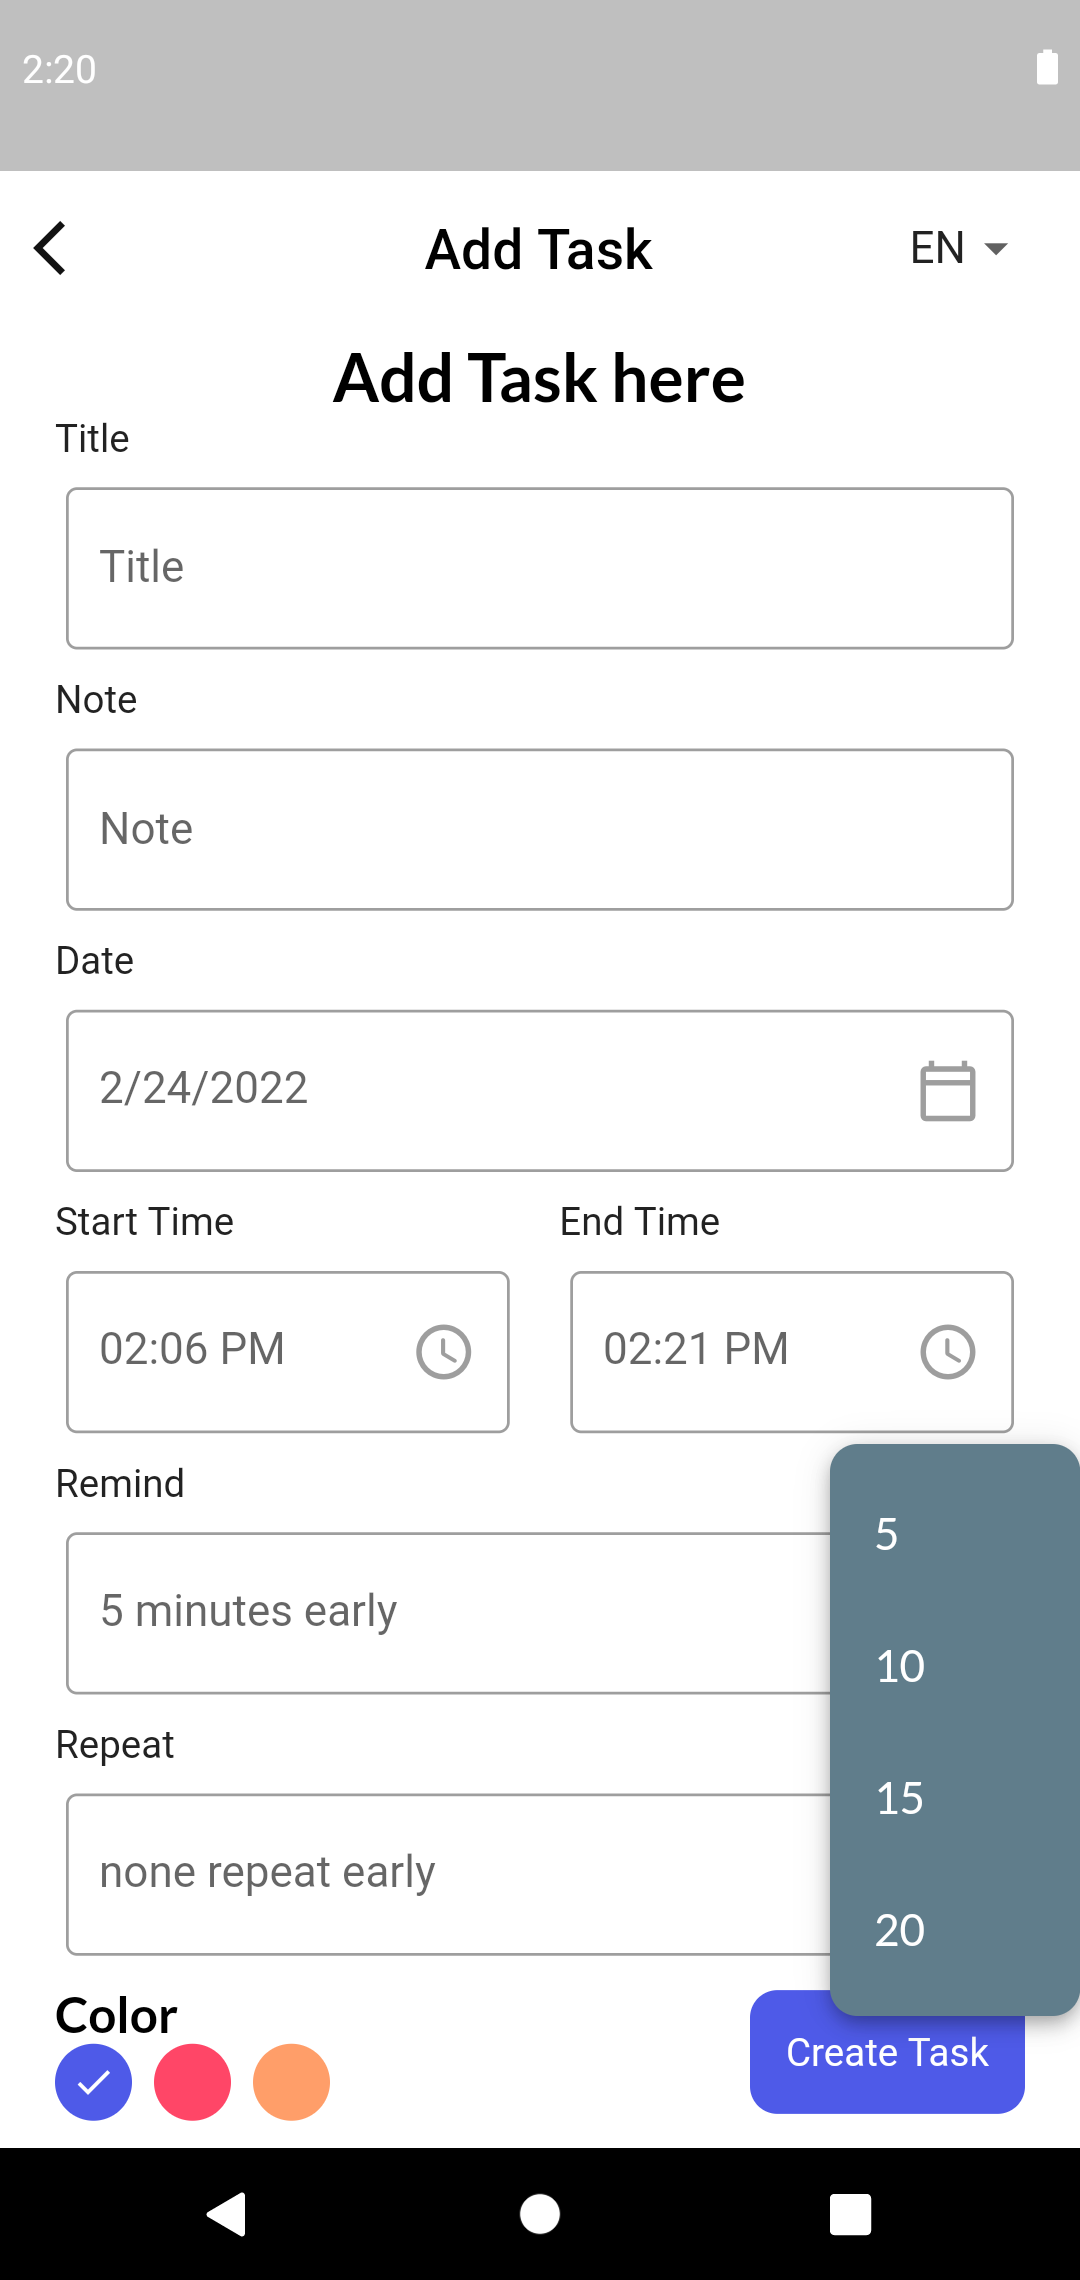 2:20
Add Task
EN
Add Task here
Title
Title
Note
Note
Date
2/24/2022
Start Time
End Time
02:06 PM
02:21 PM
Remind
5 minutes early
5
10
15
20
Repeat
none repeat early
Color
Create Task